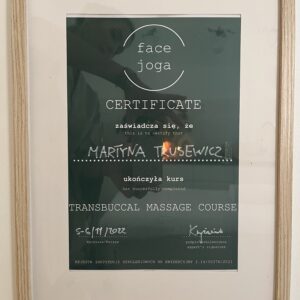 face
joga
CERTIFICATE
zaświadcza się, że
this is to certify that
MARTYNA TRUSEWICZ
ukończyła kurs
has successfully completed
TRANSBUCCAL MASSAGE COURSE
5-6/11/2022